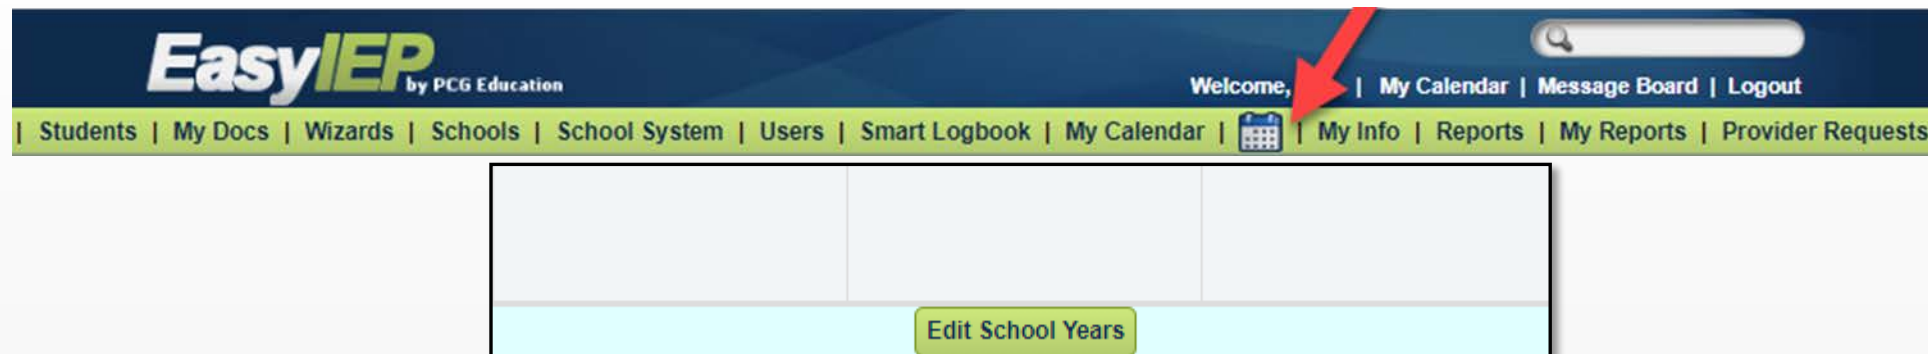 EasyIEP by PCG Education
Welcome, | My Calendar | Message Board | Logout
| Students | My Docs | Wizards | Schools | School System | Users | Smart Logbook | My Calendar | | My Info | Reports | My Reports | Provider Requests
Edit School Years